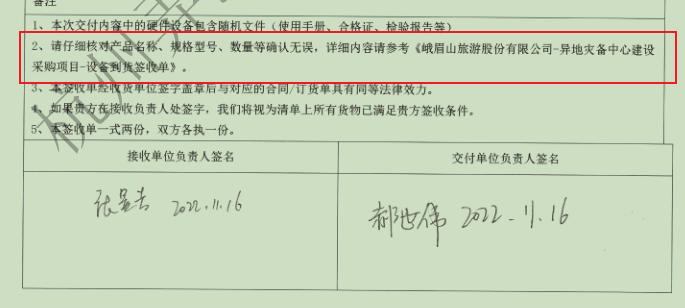 备注
1、本次交付内容中的硬件设备包含随机文件（使用手册、合格证、检验报告等）
2、请仔细核对产品名称、规格型号、数量等确认无误，详细内容请参考《峨眉山旅游股份有限公司-异地灾备中心建设
采购项目-设备到货签收单》。
3、本签收单经收货单位签字盖章后与对应的合同/订货单具有同等法律效力。
4、如果贵方在接收负责人处签字，我们将视为清单上所有货物已满足贵方签收条件。
5、本签收单一式两份，双方各执一份。
接收单位负责人签名
交付单位负责人签名
2022.11.16
郝世伟 2022.11.16
杭州